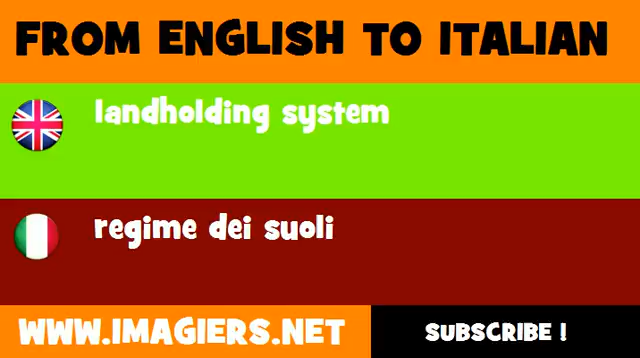 FROM ENGLISH TO ITALIAN
landholding system
regime dei suoli
WWW.IMAGIERS.NET
SUBSCRIBE !